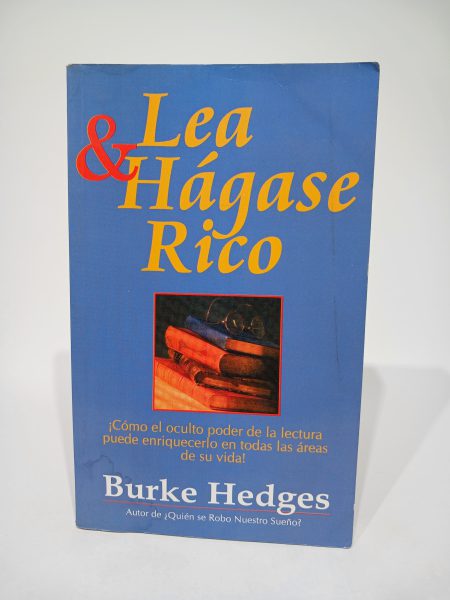 Lea
& Hágase
Rico
¡Cómo el oculto poder de la lectura
puede enriquecerlo en todas las áreas
de su vida!
Burke Hedges
Autor de ¿Quién se Robo Nuestro Sueño?